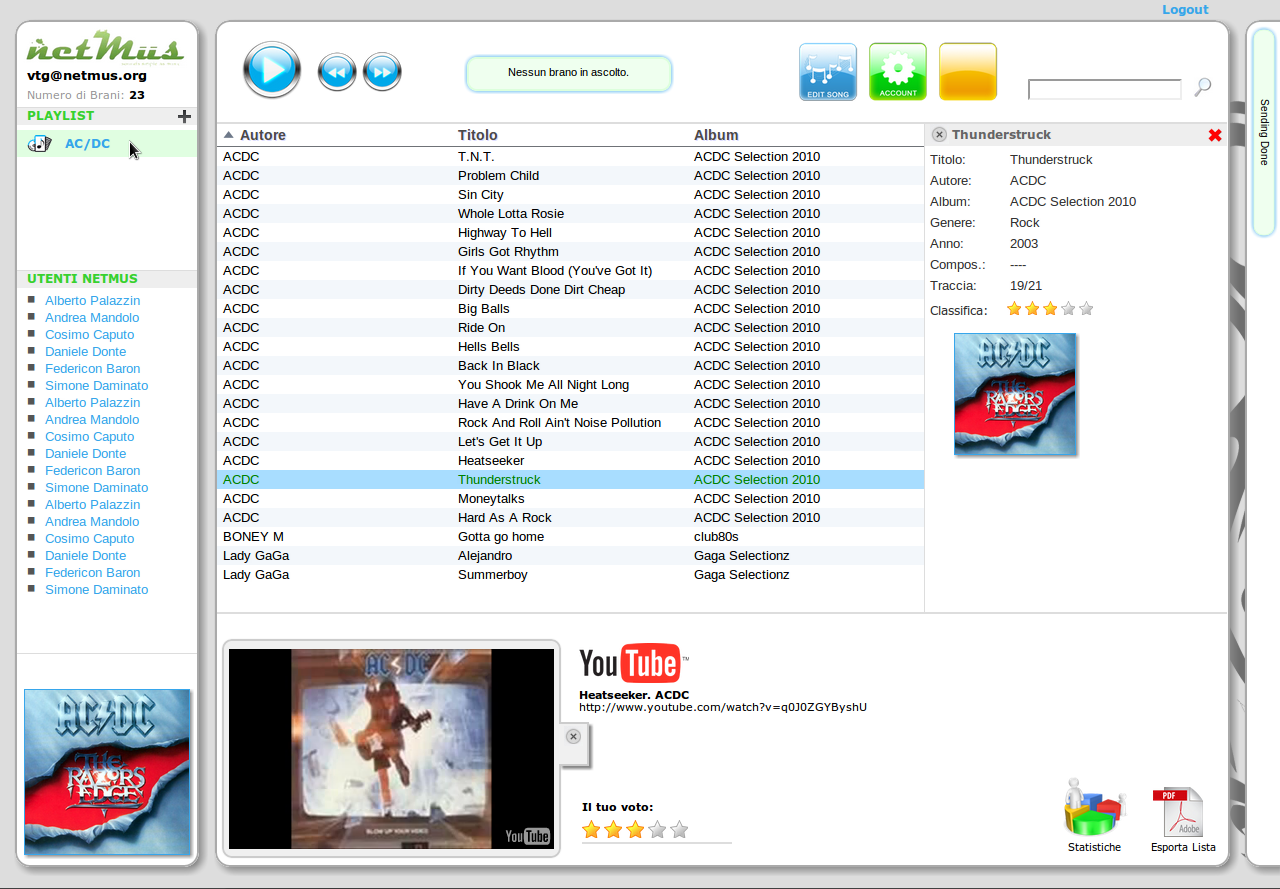 Logout
netMus
vtg@netmus.org
Numero di Brani: 23
PLAYLIST
AC/DC
UTENTI NETMUS
Alberto Palazzin
Andrea Mandolo
Cosimo Caputo
Daniele Donte
Federicon Baron
Simone Daminato
Alberto Palazzin
Andrea Mandolo
Cosimo Caputo
Daniele Donte
Federicon Baron
Simone Daminato
Alberto Palazzin
Andrea Mandolo
Cosimo Caputo
Daniele Donte
Federicon Baron
Simone Daminato
AC/DC
THE
RAZORS
EDGE
Nessun brano in ascolto.
EDIT SONG
ACCOUNT
Autore Titolo Album
ACDC T.N.T. ACDC Selection 2010
ACDC Problem Child ACDC Selection 2010
ACDC Sin City ACDC Selection 2010
ACDC Whole Lotta Rosie ACDC Selection 2010
ACDC Highway To Hell ACDC Selection 2010
ACDC Girls Got Rhythm ACDC Selection 2010
ACDC If You Want Blood (You've Got It) ACDC Selection 2010
ACDC Dirty Deeds Done Dirt Cheap ACDC Selection 2010
ACDC Big Balls ACDC Selection 2010
ACDC Ride On ACDC Selection 2010
ACDC Hells Bells ACDC Selection 2010
ACDC Back In Black ACDC Selection 2010
ACDC You Shook Me All Night Long ACDC Selection 2010
ACDC Have A Drink On Me ACDC Selection 2010
ACDC Rock And Roll Ain't Noise Pollution ACDC Selection 2010
ACDC Let's Get It Up ACDC Selection 2010
ACDC Heatseeker ACDC Selection 2010
ACDC Thunderstruck ACDC Selection 2010
ACDC Moneytalks ACDC Selection 2010
ACDC Hard As A Rock ACDC Selection 2010
BONEY M Gotta go home club80s
Lady GaGa Alejandro Gaga Selectionz
Lady GaGa Summerboy Gaga Selectionz
Thunderstruck
Titolo: Thunderstruck
Autore: ACDC
Album: ACDC Selection 2010
Genere: Rock
Anno: 2003
Compos.: ----
Traccia: 19/21
Classifica:
AC/DC
THE
RAZORS
EDGE
Sending Done
AC/DC
BLOW UP YOUR VIDEO
YouTube
YouTube™
Heatseeker. ACDC
http://www.youtube.com/watch?v=q0J0ZGYByshU
Il tuo voto:
Statistiche
PDF
Adobe
Esporta Lista